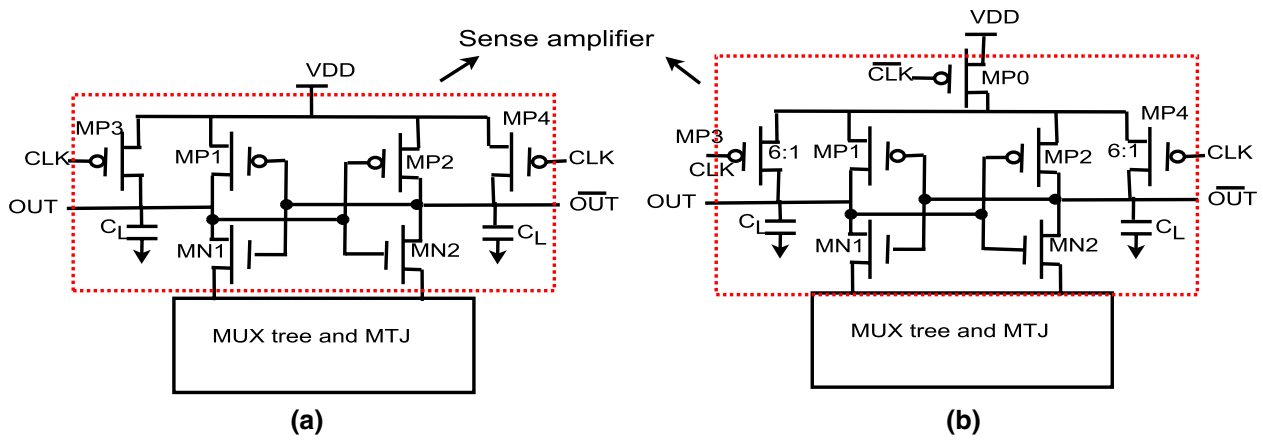 Sense amplifier
VDD
MP3
MP4
CLK
MP1
MP2
CLK
OUT
OUT
CL
MN1
MN2
CL
MUX tree and MTJ
(a)
VDD
CLK
MP0
MP3
MP4
CLK
6:1
MP1
MP2
6:1
CLK
OUT
OUT
CL
MN1
MN2
CL
MUX tree and MTJ
(b)